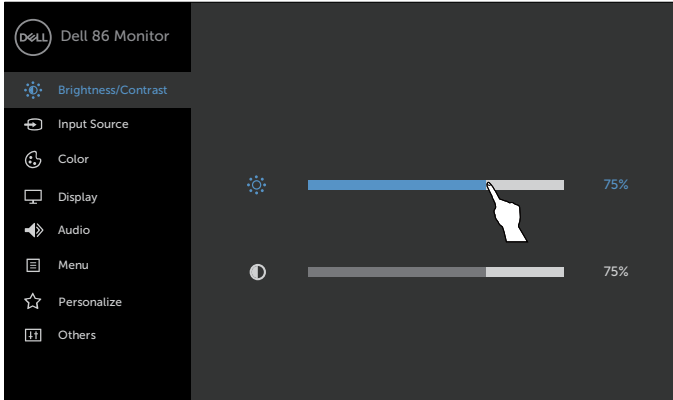 DELL
Dell 86 Monitor
Brightness/Contrast
Input Source
Color
Display
Audio
Menu
Personalize
Others
75%
75%